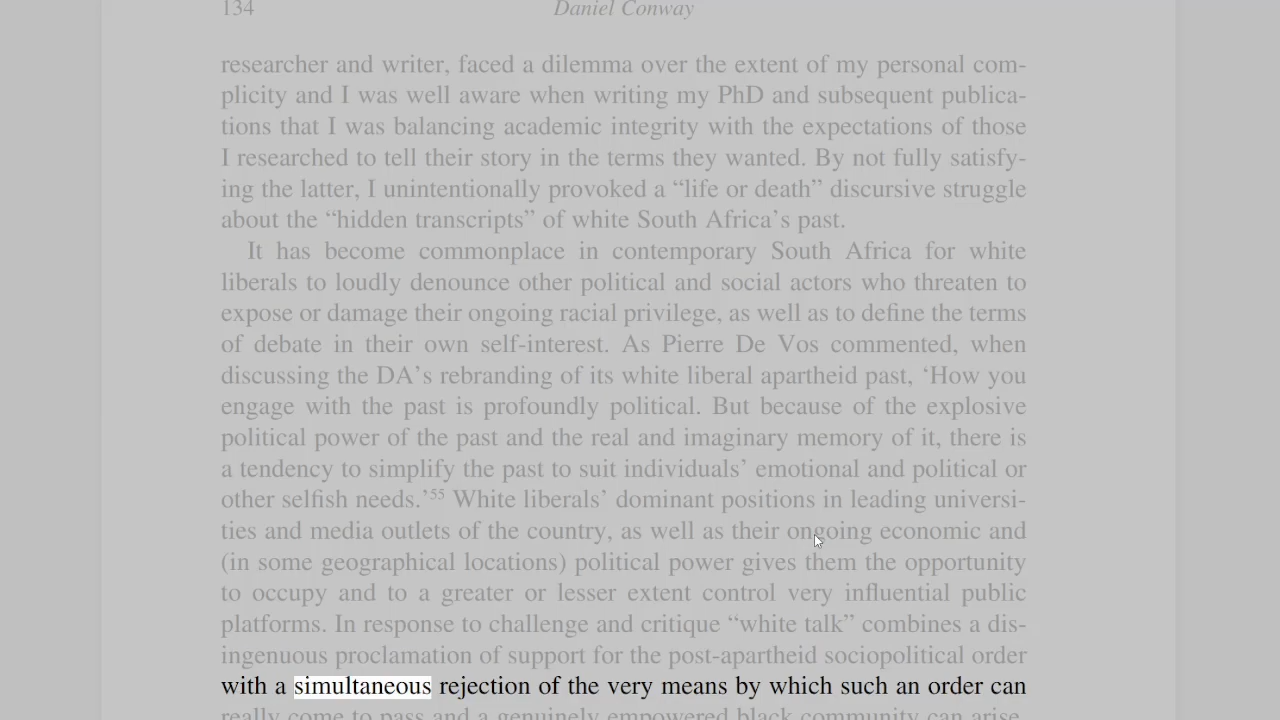 134 Daniel Conway
researcher and writer, faced a dilemma over the extent of my personal com-
plicity and I was well aware when writing my PhD and subsequent publica-
tions that I was balancing academic integrity with the expectations of those
I researched to tell their story in the terms they wanted. By not fully satisfy-
ing the latter, I unintentionally provoked a “life or death” discursive struggle
about the “hidden transcripts” of white South Africa’s past.
It has become commonplace in contemporary South Africa for white
liberals to loudly denounce other political and social actors who threaten to
expose or damage their ongoing racial privilege, as well as to define the terms
of debate in their own self-interest. As Pierre De Vos commented, when
discussing the DA’s rebranding of its white liberal apartheid past, ‘How you
engage with the past is profoundly political. But because of the explosive
political power of the past and the real and imaginary memory of it, there is
a tendency to simplify the past to suit individuals’ emotional and political or
other selfish needs.’⁵⁵ White liberals’ dominant positions in leading universi-
ties and media outlets of the country, as well as their ongoing economic and
(in some geographical locations) political power gives them the opportunity
to occupy and to a greater or lesser extent control very influential public
platforms. In response to challenge and critique “white talk” combines a dis-
ingenuous proclamation of support for the post-apartheid sociopolitical order
with a simultaneous rejection of the very means by which such an order can
really come to pass and a genuinely empowered black community can arise.